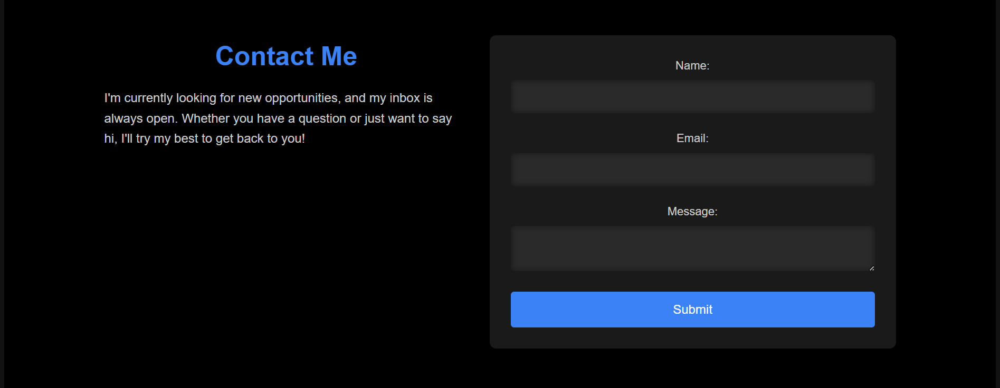 Contact Me
I'm currently looking for new opportunities, and my inbox is
always open. Whether you have a question or just want to say
hi, I'll try my best to get back to you!
Name:
Email:
Message:
Submit